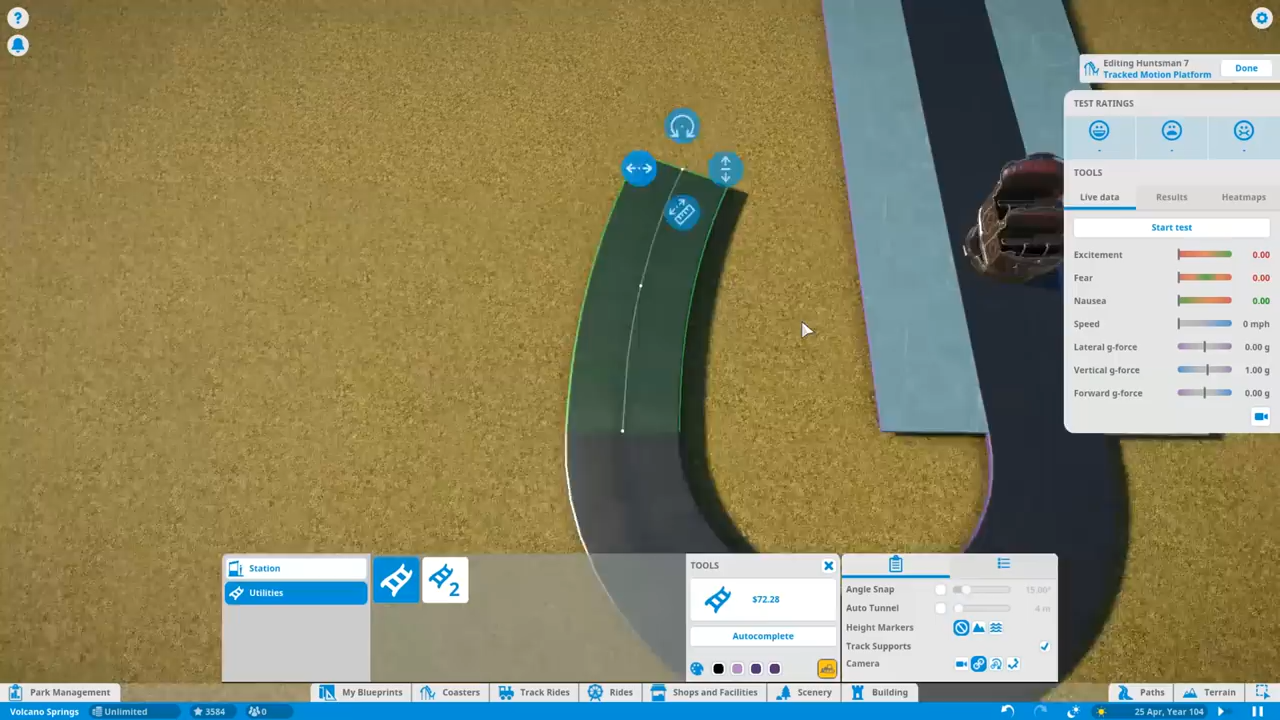 ?
Editing Huntsman 7
Tracked Motion Platform
Done
TEST RATINGS
- - -
TOOLS
Live data Results Heatmaps
Start test
Excitement 0.00
Fear 0.00
Nausea 0.00
Speed 0 mph
Lateral g-force 0.00 g
Vertical g-force 1.00 g
Forward g-force 0.00 g
Station
Utilities
2
TOOLS
$72.28
Autocomplete
Angle Snap 15.00°
Auto Tunnel 4 m
Height Markers
Track Supports
Camera
Park Management
My Blueprints
Coasters
Track Rides
Rides
Shops and Facilities
Scenery
Building
Paths
Terrain
Volcano Springs
Unlimited
3584
0
25 Apr, Year 104